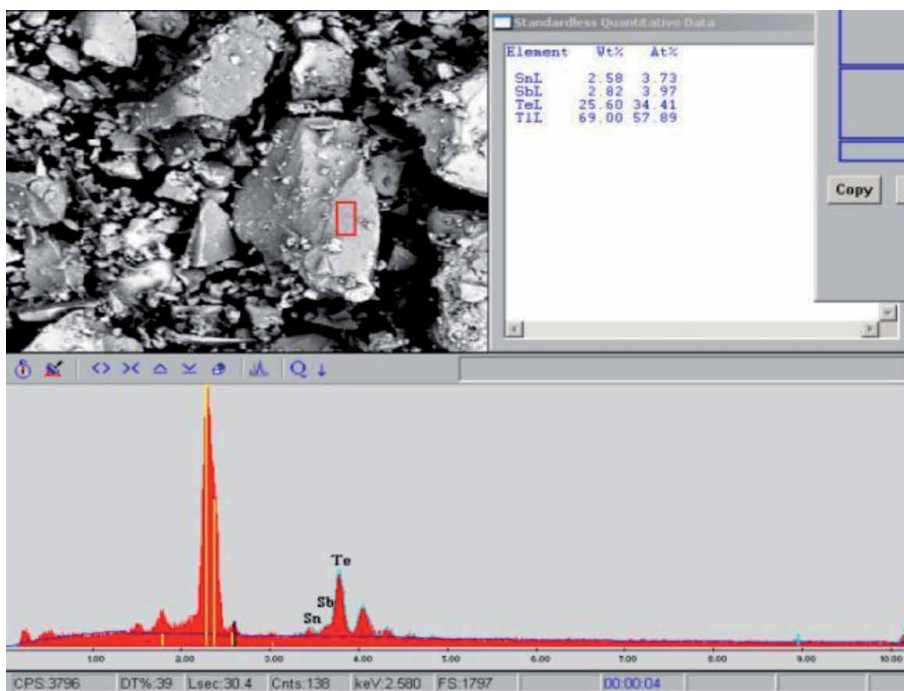 Standardless Quantitative Data
Element Wt% At%
SnL 2.58 3.73
SbL 2.82 3.97
TeL 25.60 34.41
TlL 69.00 57.89
Copy
Q
Te
Sb
Sn
1.00 2.00 3.00 4.00 5.00 6.00 7.00 8.00 9.00 10.00
CPS:3796 DT%:39 Lsec:30.4 Cnts:138 keV:2.580 FS:1797 00:00:04